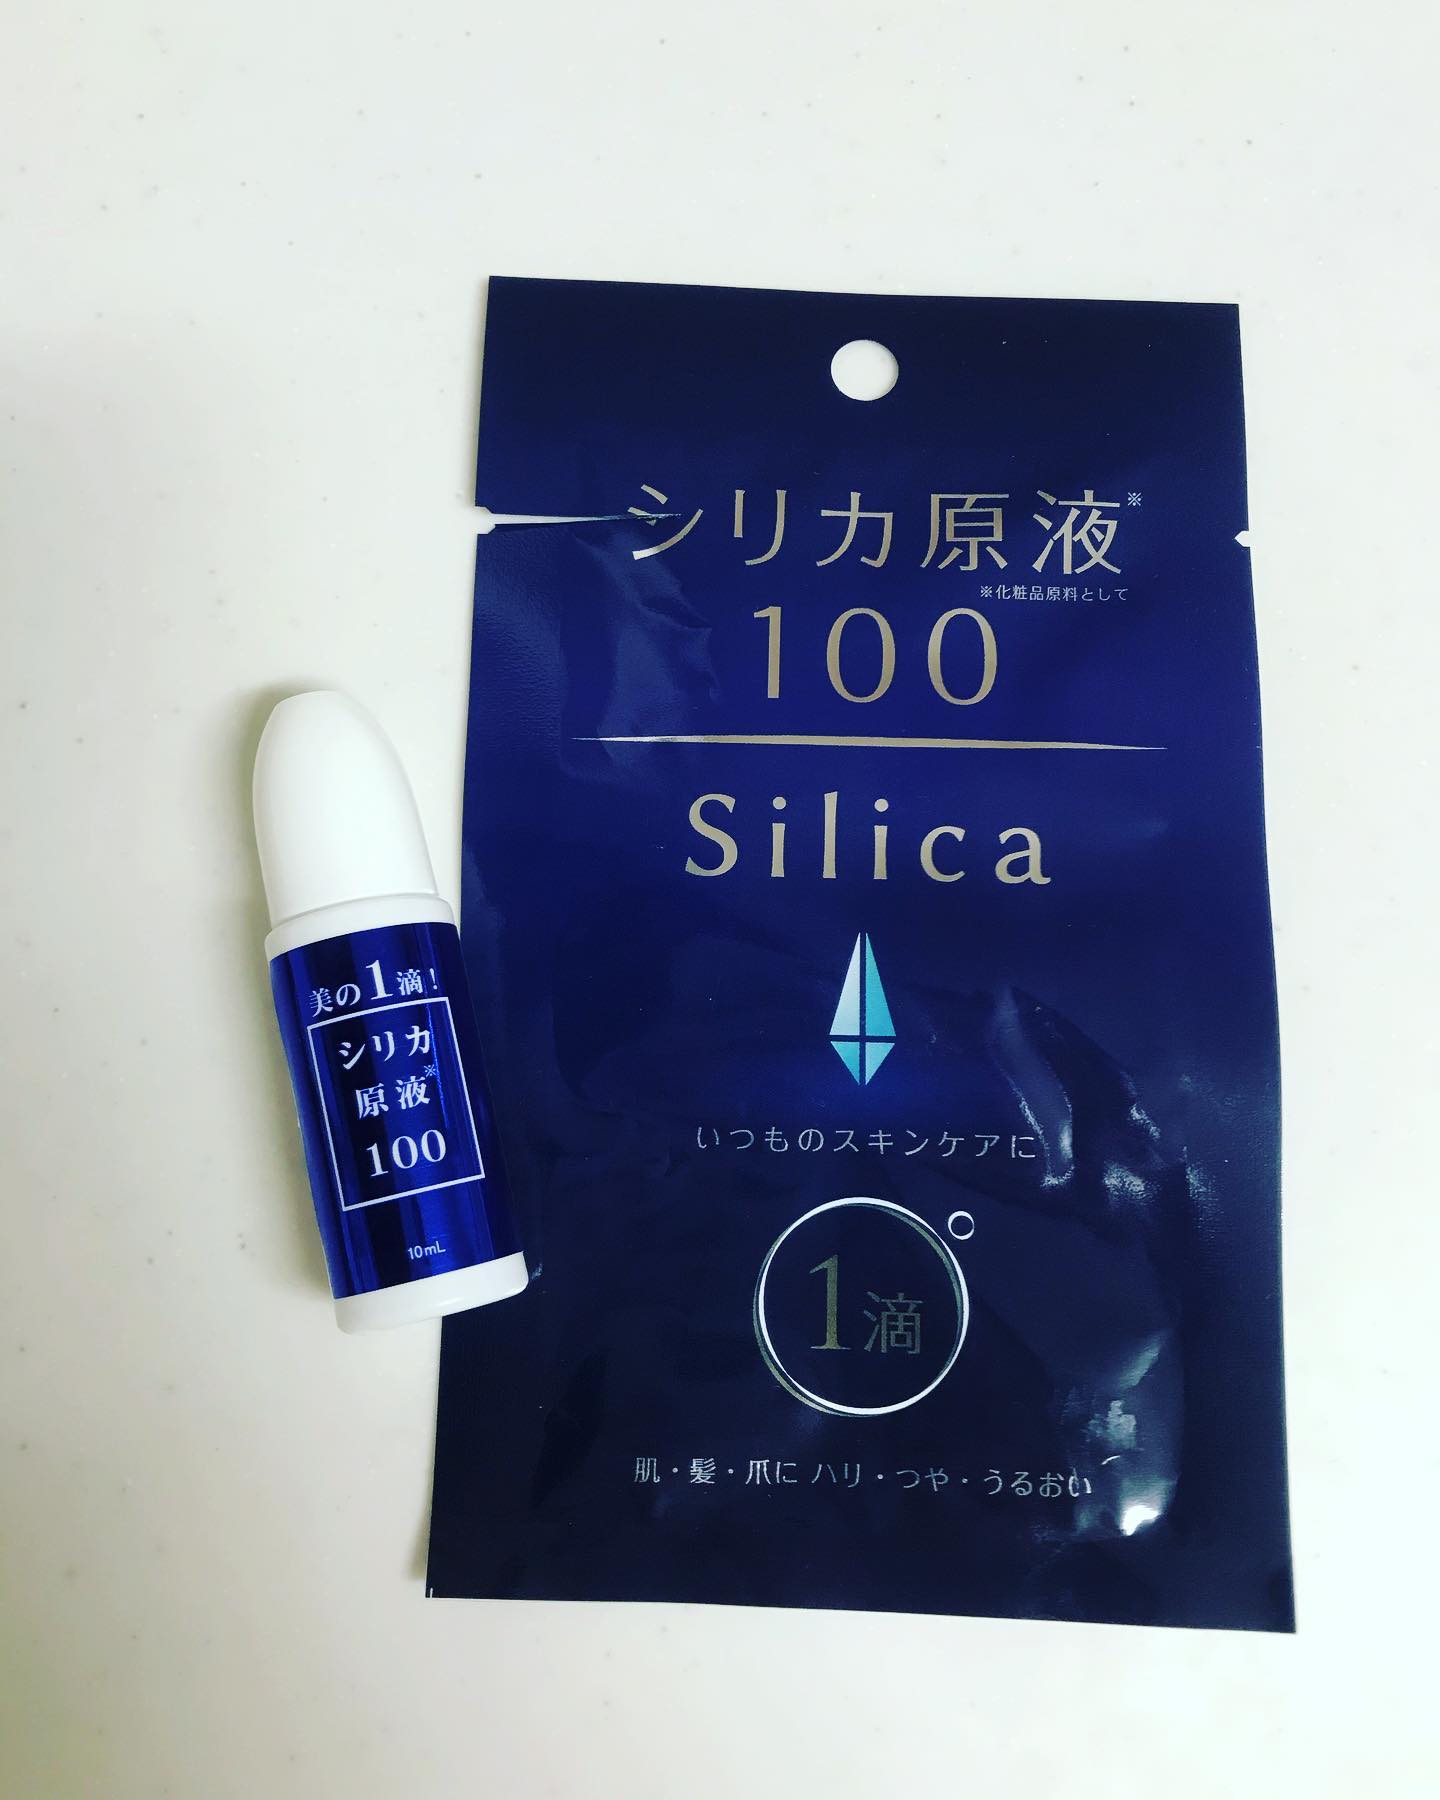 シリカ原液※
※化粧品原料として
100
Silica
いつものスキンケアに
1滴
肌・髪・爪に ハリ・つや・うるおい
美の1滴!
シリカ
原液※
100
10mL